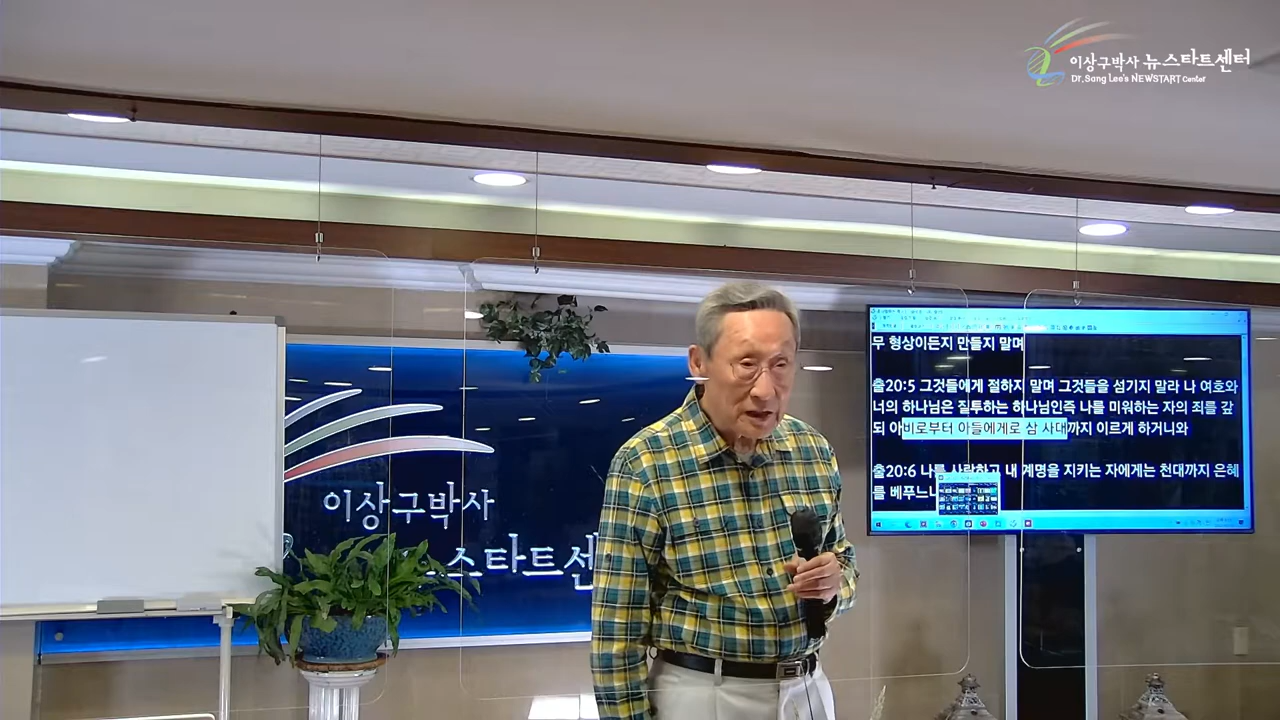 이상구박사 뉴스타트센터
Dr. Sang Lee's NEWSTART Center
무 형상이든지 만들지 말며
출20:5 그것들에게 절하지 말며 그것들을 섬기지 말라 나 여호와
너의 하나님은 질투하는 하나님인즉 나를 미워하는 자의 죄를 갚
되 아비로부터 아들에게로 삼 사대까지 이르게 하거니와
출20:6 나를 사랑하고 내 계명을 지키는 자에게는 천대까지 은혜
를 베푸느니
이상구박사
스타트센